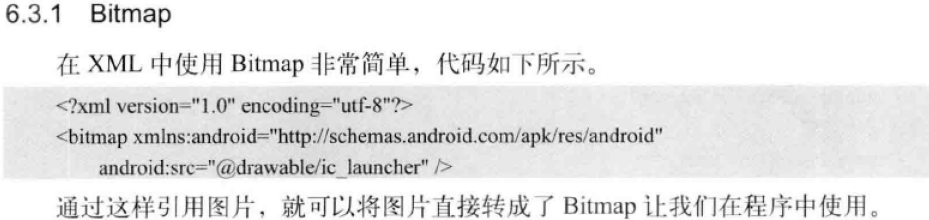 6.3.1 Bitmap
在 XML 中使用 Bitmap 非常简单，代码如下所示。
<?xml version="1.0" encoding="utf-8"?>
<bitmap xmlns:android="http://schemas.android.com/apk/res/android"
android:src="@drawable/ic_launcher" />
通过这样引用图片，就可以将图片直接转成了 Bitmap 让我们在程序中使用。